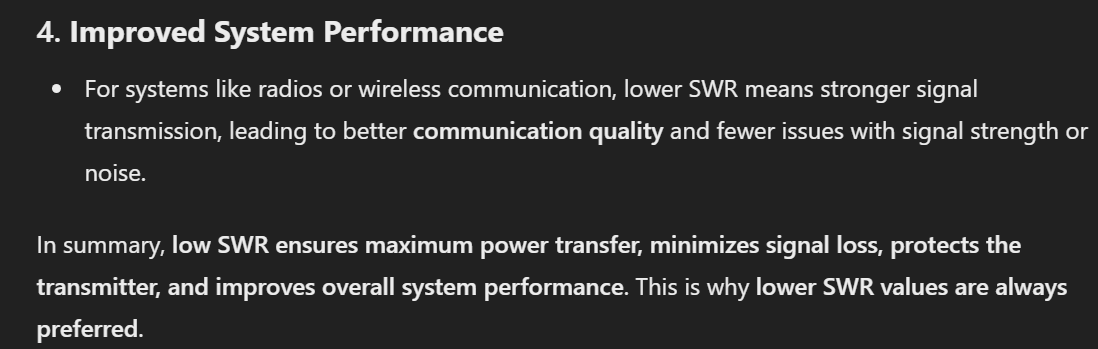 4. Improved System Performance
• For systems like radios or wireless communication, lower SWR means stronger signal
transmission, leading to better communication quality and fewer issues with signal strength or
noise.
In summary, low SWR ensures maximum power transfer, minimizes signal loss, protects the
transmitter, and improves overall system performance. This is why lower SWR values are always
preferred.